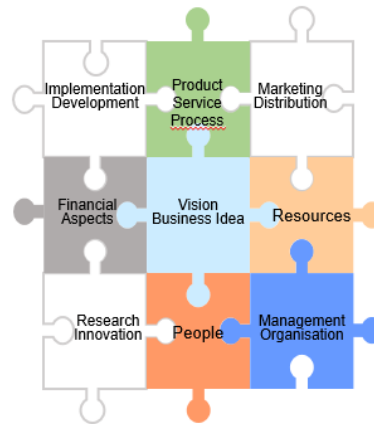 Implementation
Development
Product
Service
Process
Marketing
Distribution
Financial
Aspects
Vision
Business Idea
Resources
Research
Innovation
People
Management
Organisation